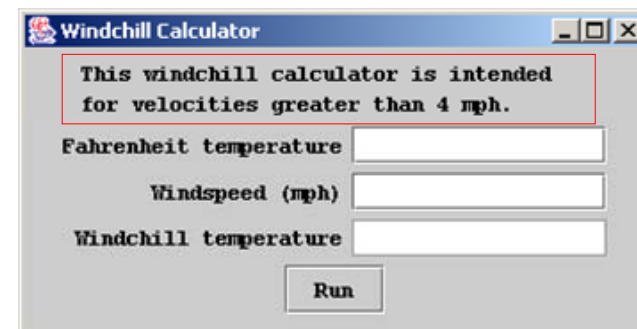 Windchill Calculator
This windchill calculator is intended
for velocities greater than 4 mph.
Fahrenheit temperature
Windspeed (mph)
Windchill temperature
Run